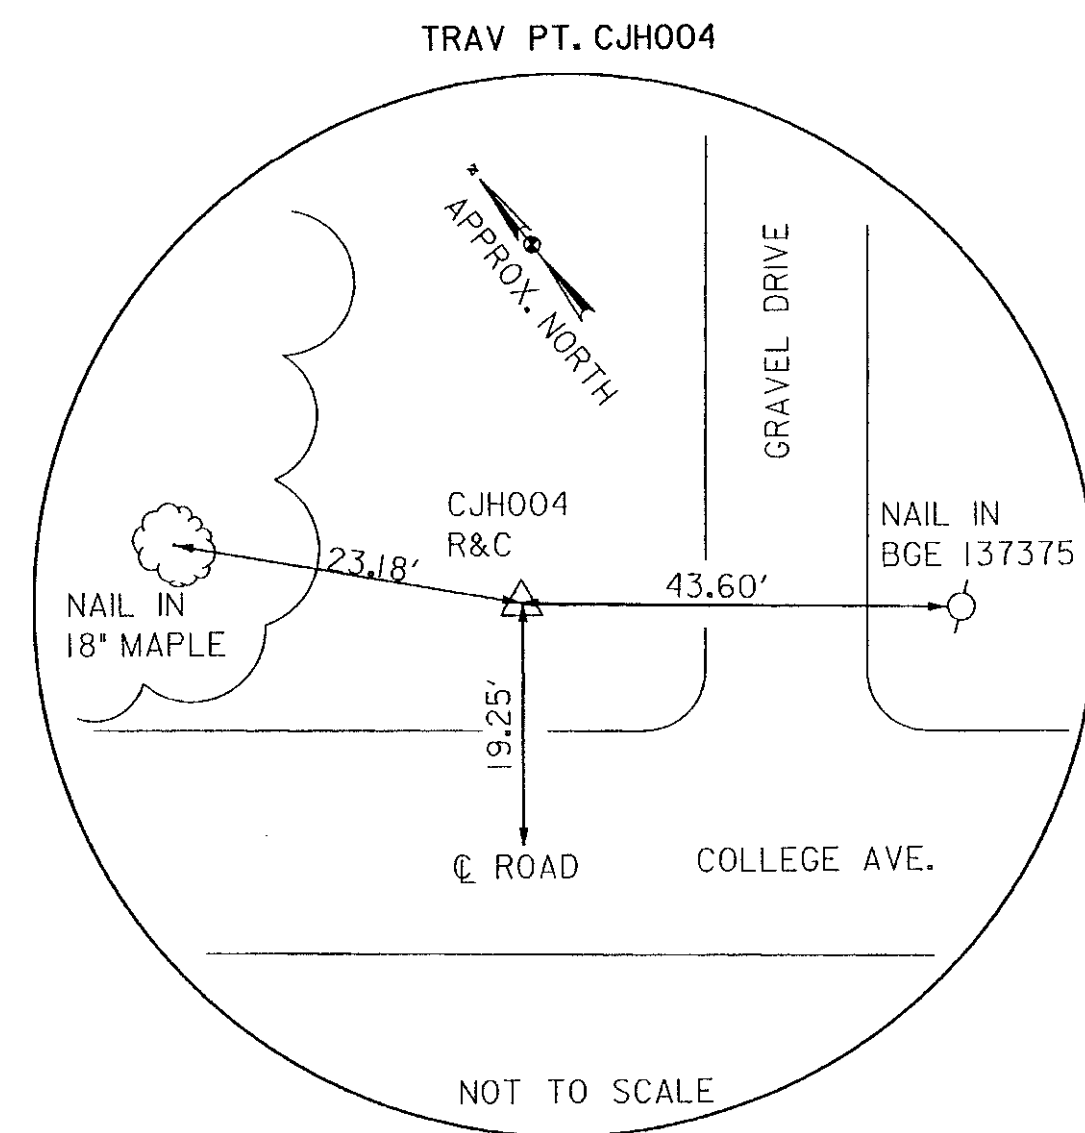 TRAV PT. CJH004
N
APPROX. NORTH
GRAVEL DRIVE
CJH004
R&C
NAIL IN
BGE 137375
23.18'
43.60'
NAIL IN
18" MAPLE
19.25'
℄ ROAD
COLLEGE AVE.
NOT TO SCALE